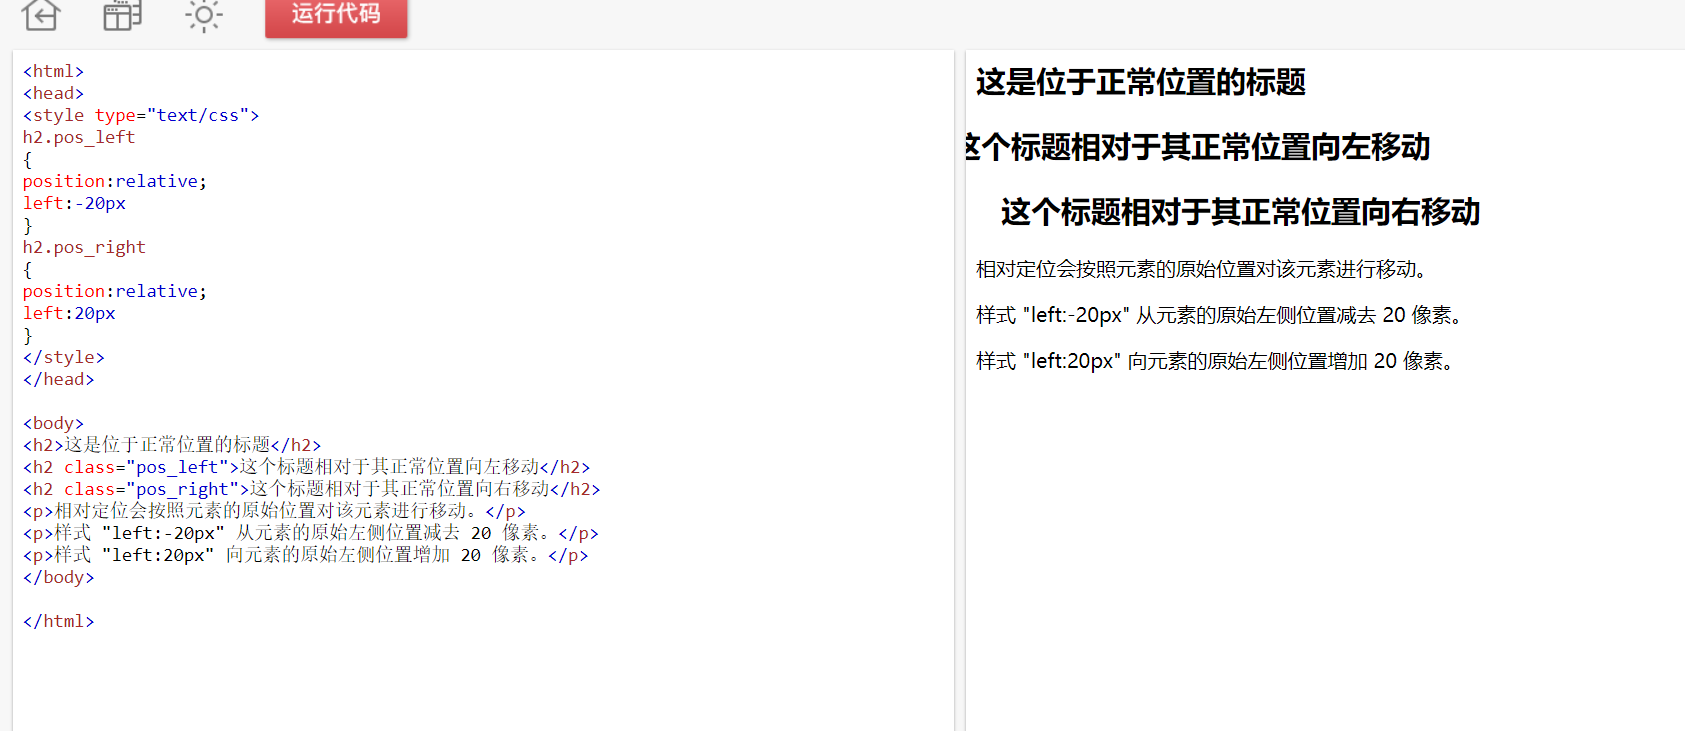 运行代码
<html>
<head>
<style type="text/css">
h2.pos_left
{
position:relative;
left:-20px
}
h2.pos_right
{
position:relative;
left:20px
}
</style>
</head>
<body>
<h2>这是位于正常位置的标题</h2>
<h2 class="pos_left">这个标题相对于其正常位置向左移动</h2>
<h2 class="pos_right">这个标题相对于其正常位置向右移动</h2>
<p>相对定位会按照元素的原始位置对该元素进行移动。</p>
<p>样式 "left:-20px" 从元素的原始左侧位置减去 20 像素。</p>
<p>样式 "left:20px" 向元素的原始左侧位置增加 20 像素。</p>
</body>
</html>
这是位于正常位置的标题
这个标题相对于其正常位置向左移动
这个标题相对于其正常位置向右移动
相对定位会按照元素的原始位置对该元素进行移动。
样式 "left:-20px" 从元素的原始左侧位置减去 20 像素。
样式 "left:20px" 向元素的原始左侧位置增加 20 像素。